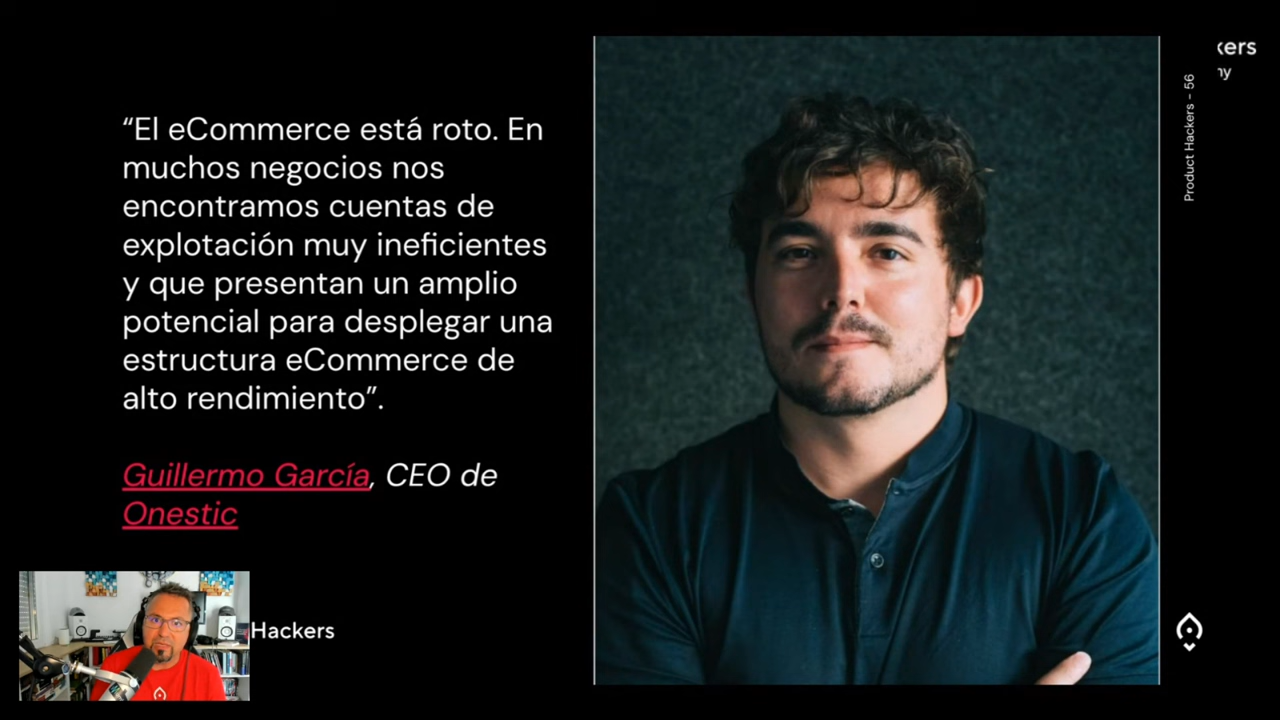 “El eCommerce está roto. En
muchos negocios nos
encontramos cuentas de
explotación muy ineficientes
y que presentan un amplio
potencial para desplegar una
estructura eCommerce de
alto rendimiento”.
Guillermo García, CEO de
Onestic
Hackers
Product Hackers – 56